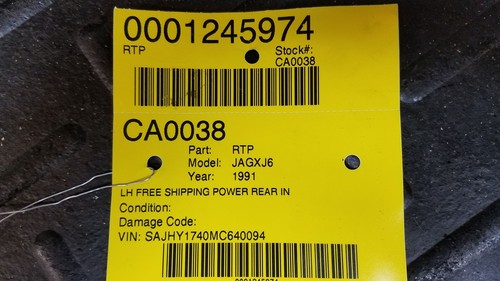 0001245974
RTP
Stock#:
CA0038
CA0038
Part: RTP
Model: JAGXJ6
Year: 1991
LH FREE SHIPPING POWER REAR IN
Condition:
Damage Code:
VIN: SAJHY1740MC640094
0001245974